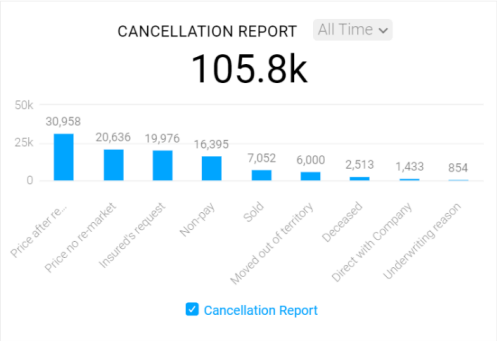 CANCELLATION REPORT All Time
105.8k
50k
25k
0
30,958
20,636
19,976
16,395
7,052
6,000
2,513
1,433
854
Price after re...
Price no re-market
Insured's request
Non-pay
Sold
Moved out of territory
Deceased
Direct with Company
Underwriting reason
Cancellation Report